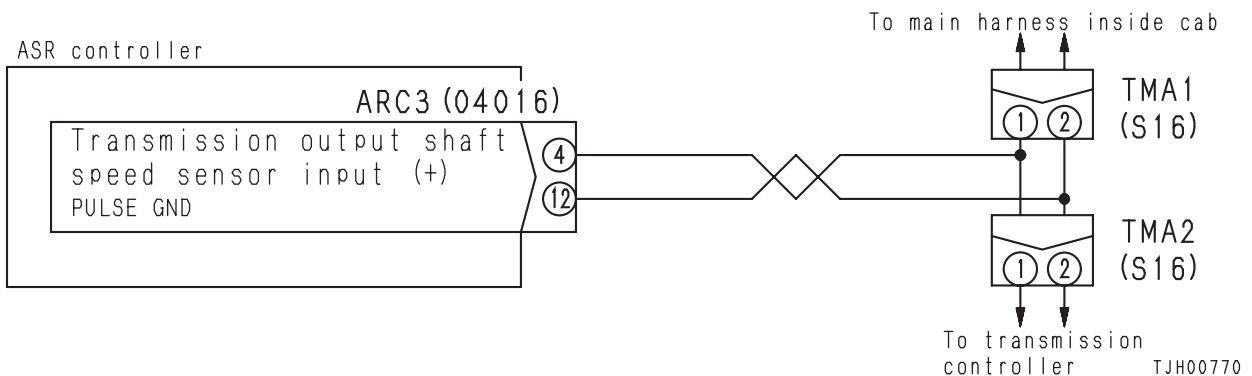 To main harness inside cab
ASR controller
TMA1
(S16)
ARC3 (04016)
1 2
Transmission output shaft
speed sensor input (+)
PULSE GND
4
12
TMA2
(S16)
1 2
To transmission
controller
TJH00770